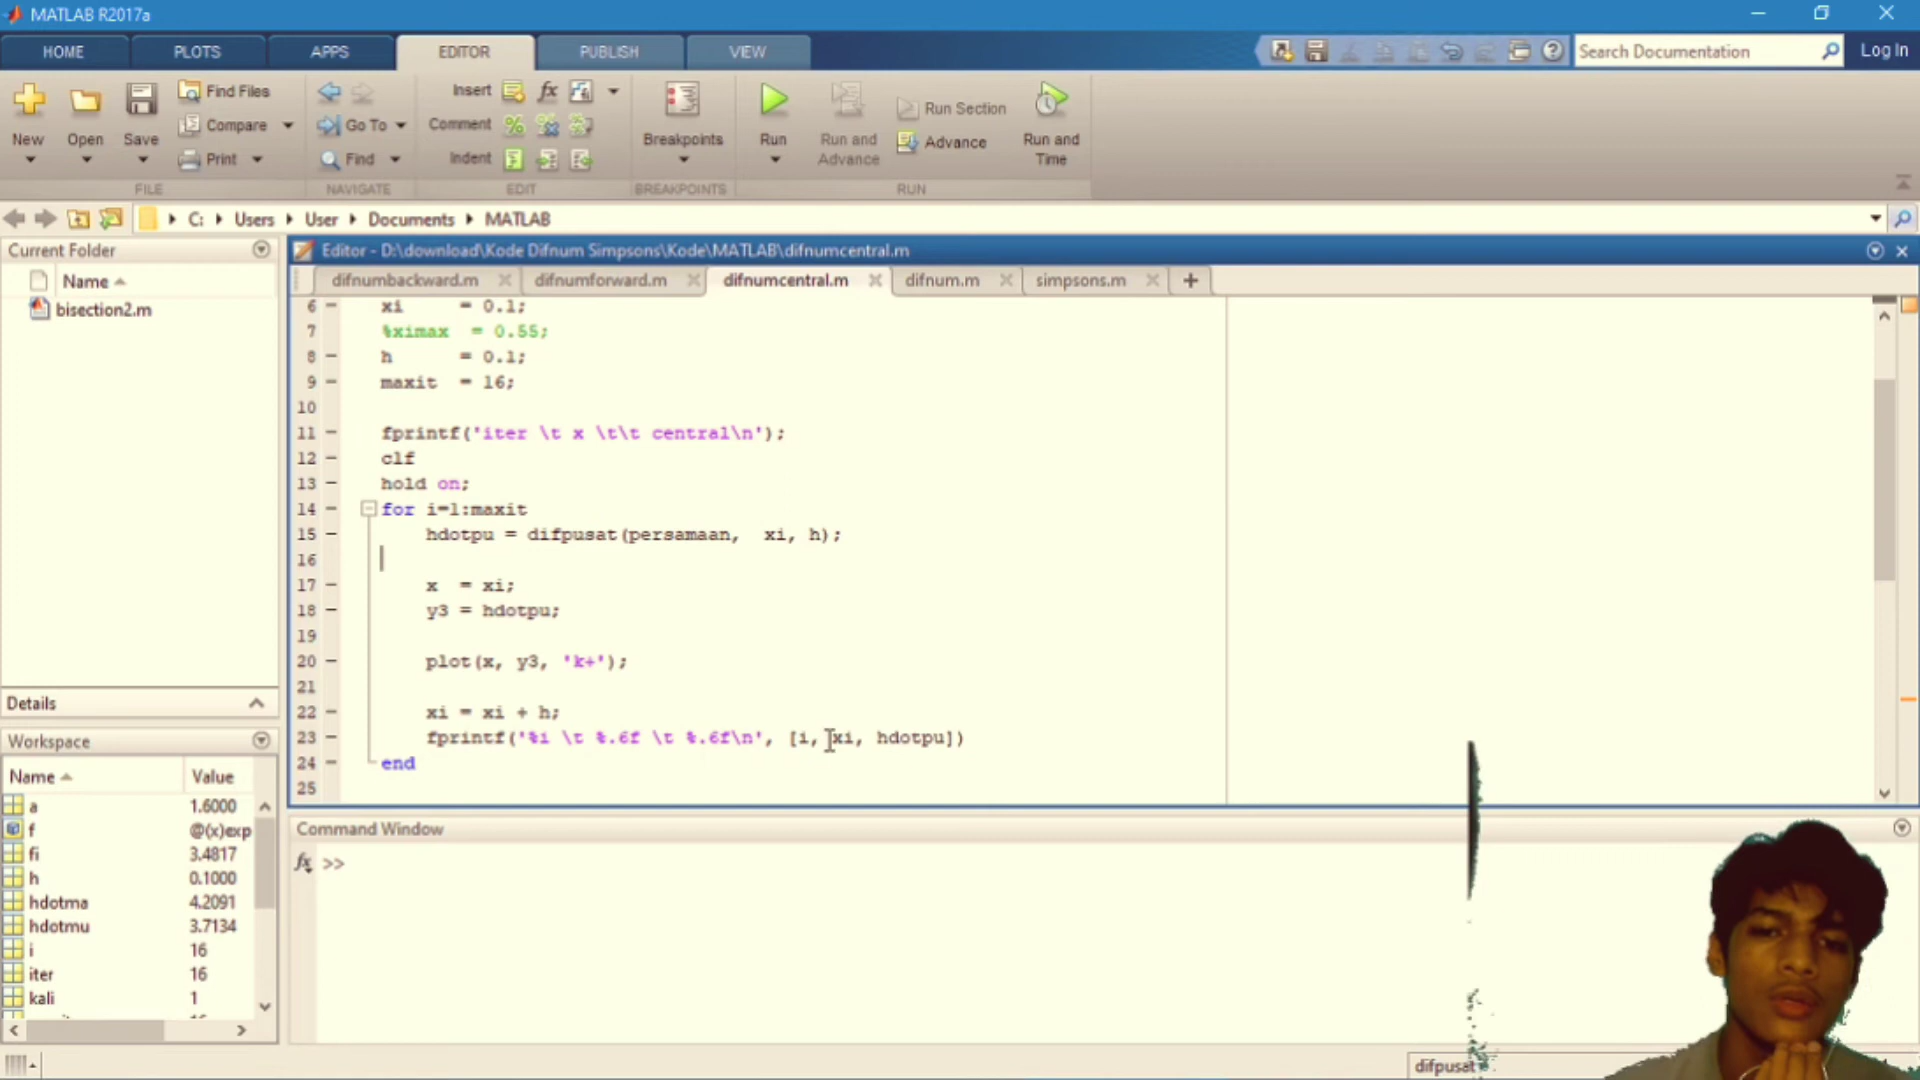 MATLAB R2017a
HOME PLOTS APPS EDITOR PUBLISH VIEW
Search Documentation
Log In
New
Open
Save
Find Files
Compare
Print
FILE
Go To
Find
NAVIGATE
Insert
fx
Comment
Indent
EDIT
Breakpoints
BREAKPOINTS
Run
Run and Advance
Run Section
Advance
Run and Time
RUN
C: Users User Documents MATLAB
Current Folder
Name
bisection2.m
Details
Workspace
Name Value
a 1.6000
f @(x)exp
fi 3.4817
h 0.1000
hdotma 4.2091
hdotmu 3.7134
i 16
iter 16
kali 1
Editor - D:\download\Kode Difnum Simpsons\Kode\MATLAB\difnumcentral.m
difnumbackward.m difnumforward.m difnumcentral.m difnum.m simpsons.m +
6 - xi = 0.1;
7 - %ximax = 0.55;
8 - h = 0.1;
9 - maxit = 16;
10
11 - fprintf('iter \t x \t\t central\n');
12 - clf
13 - hold on;
14 - for i=1:maxit
15 - hdotpu = difpusat(persamaan, xi, h);
16 -
17 - x = xi;
18 - y3 = hdotpu;
19 -
20 - plot(x, y3, 'k+');
21
22 - xi = xi + h;
23 - fprintf('%i \t %.6f \t %.6f\n', [i, xi, hdotpu])
24 - end
25
Command Window
fx >>
difpusat